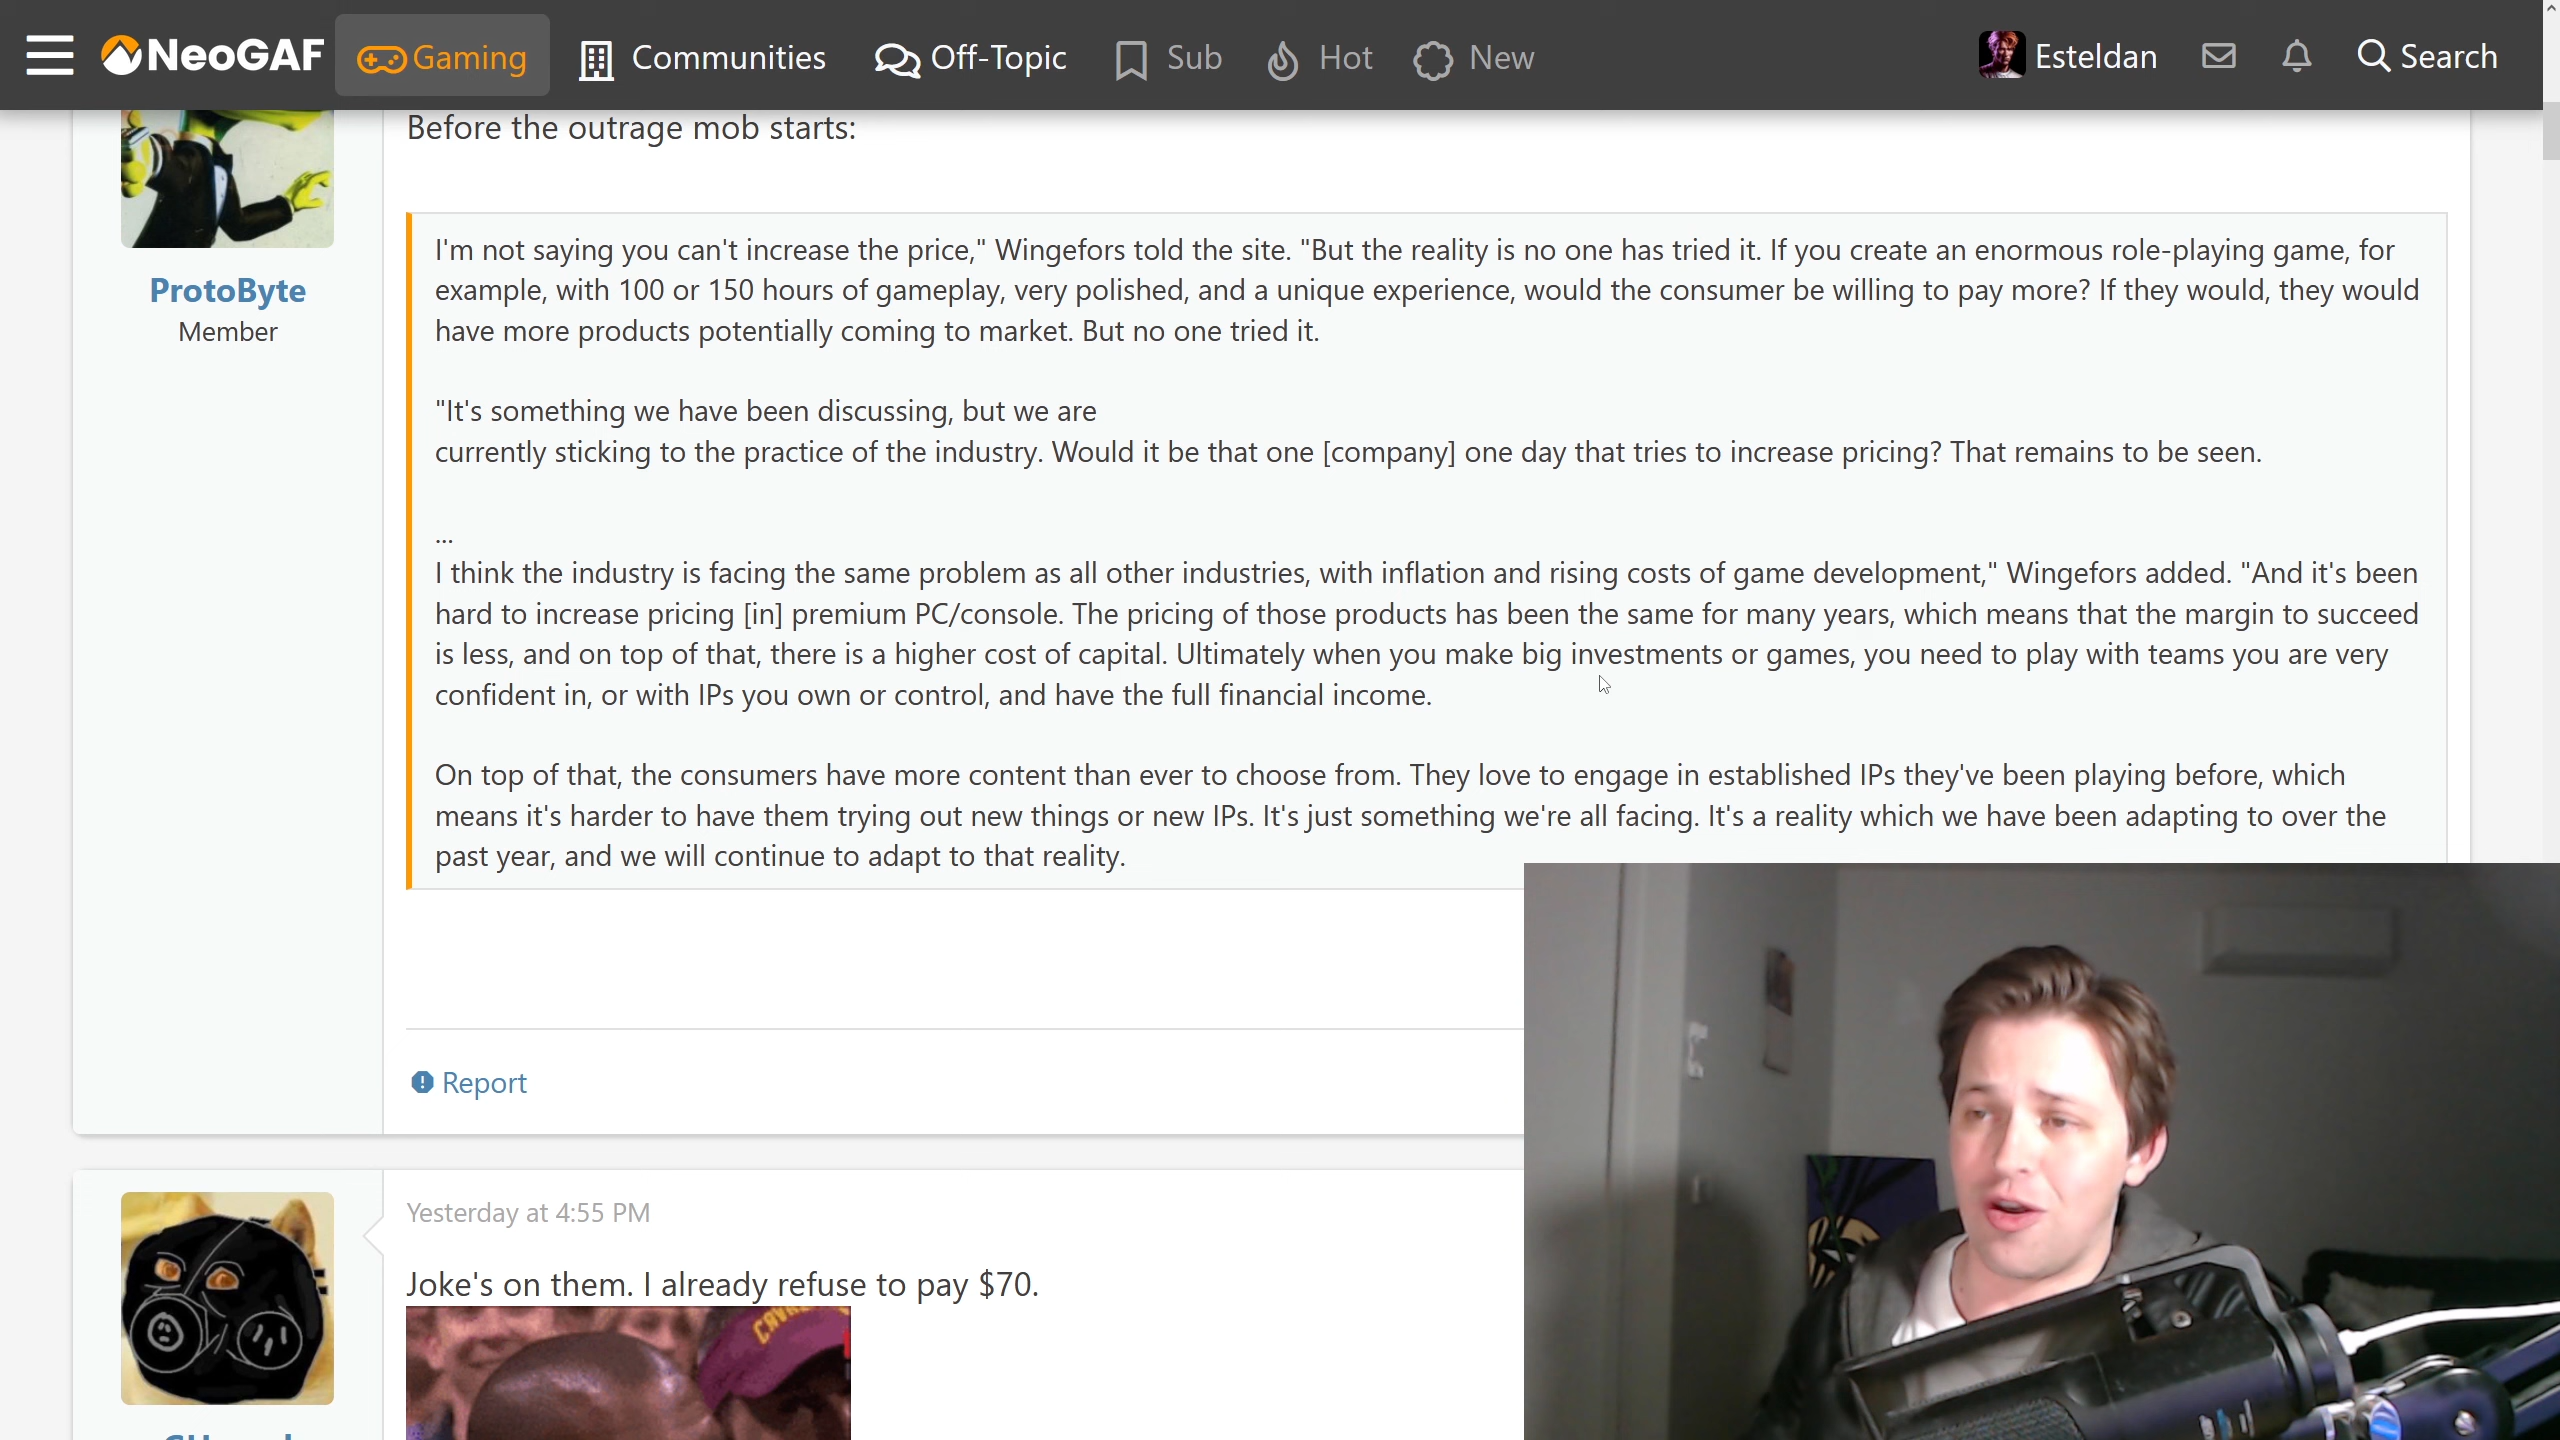 NeoGAF
Gaming
Communities
Off-Topic
Sub
Hot
New
Esteldan
Search
Before the outrage mob starts:
ProtoByte
Member
I'm not saying you can't increase the price," Wingefors told the site. "But the reality is no one has tried it. If you create an enormous role-playing game, for
example, with 100 or 150 hours of gameplay, very polished, and a unique experience, would the consumer be willing to pay more? If they would, they would
have more products potentially coming to market. But no one tried it.
"It's something we have been discussing, but we are
currently sticking to the practice of the industry. Would it be that one [company] one day that tries to increase pricing? That remains to be seen.
...
I think the industry is facing the same problem as all other industries, with inflation and rising costs of game development," Wingefors added. "And it's been
hard to increase pricing [in] premium PC/console. The pricing of those products has been the same for many years, which means that the margin to succeed
is less, and on top of that, there is a higher cost of capital. Ultimately when you make big investments or games, you need to play with teams you are very
confident in, or with IPs you own or control, and have the full financial income.
On top of that, the consumers have more content than ever to choose from. They love to engage in established IPs they've been playing before, which
means it's harder to have them trying out new things or new IPs. It's just something we're all facing. It's a reality which we have been adapting to over the
past year, and we will continue to adapt to that reality.
Report
Yesterday at 4:55 PM
Joke's on them. I already refuse to pay $70.